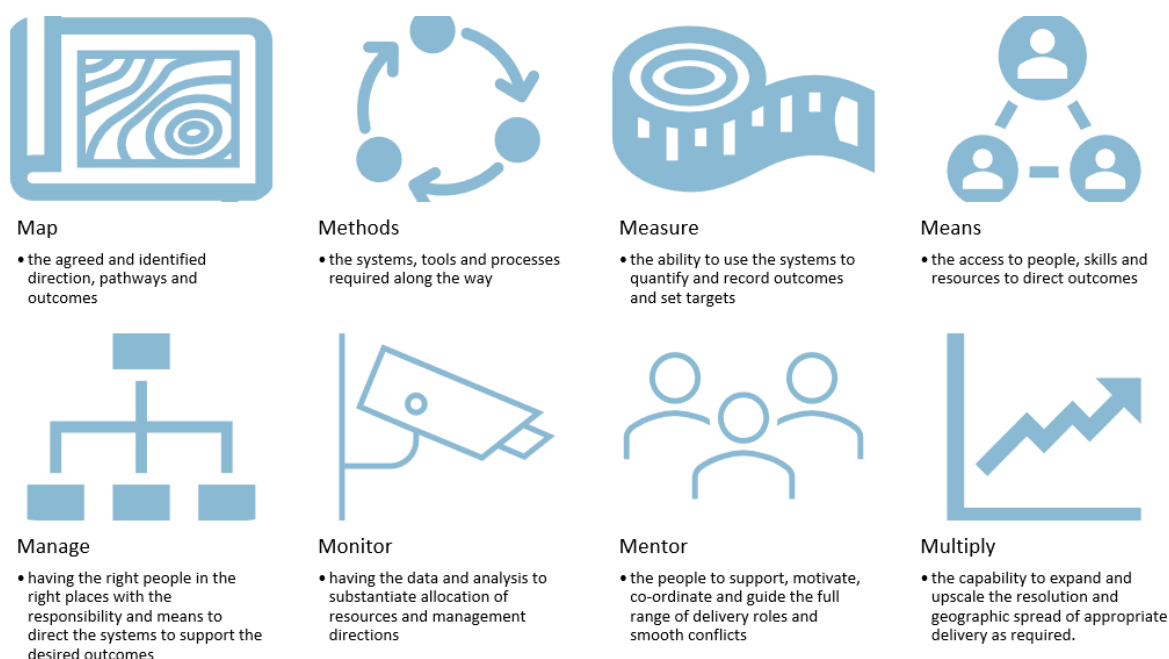 Map
• the agreed and identified
direction, pathways and
outcomes
Methods
• the systems, tools and processes
required along the way
Measure
• the ability to use the systems to
quantify and record outcomes
and set targets
Means
• the access to people, skills and
resources to direct outcomes
Manage
• having the right people in the
right places with the
responsibility and means to
direct the systems to support the
desired outcomes
Monitor
• having the data and analysis to
substantiate allocation of
resources and management
directions
Mentor
• the people to support, motivate,
co-ordinate and guide the full
range of delivery roles and
smooth conflicts
Multiply
• the capability to expand and
upscale the resolution and
geographic spread of appropriate
delivery as required.